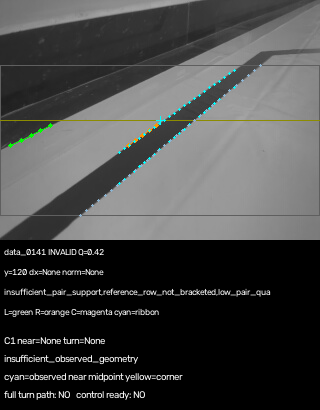 data_0141 INVALID Q=0.42
y=120 dx=None norm=None
insufficient_pair_support,reference_row_not_bracketed,low_pair_qua
L=green R=orange C=magenta cyan=ribbon
C1 near=None turn=None
insufficient_observed_geometry
cyan=observed near midpoint yellow=corner
full turn path: NO control ready: NO